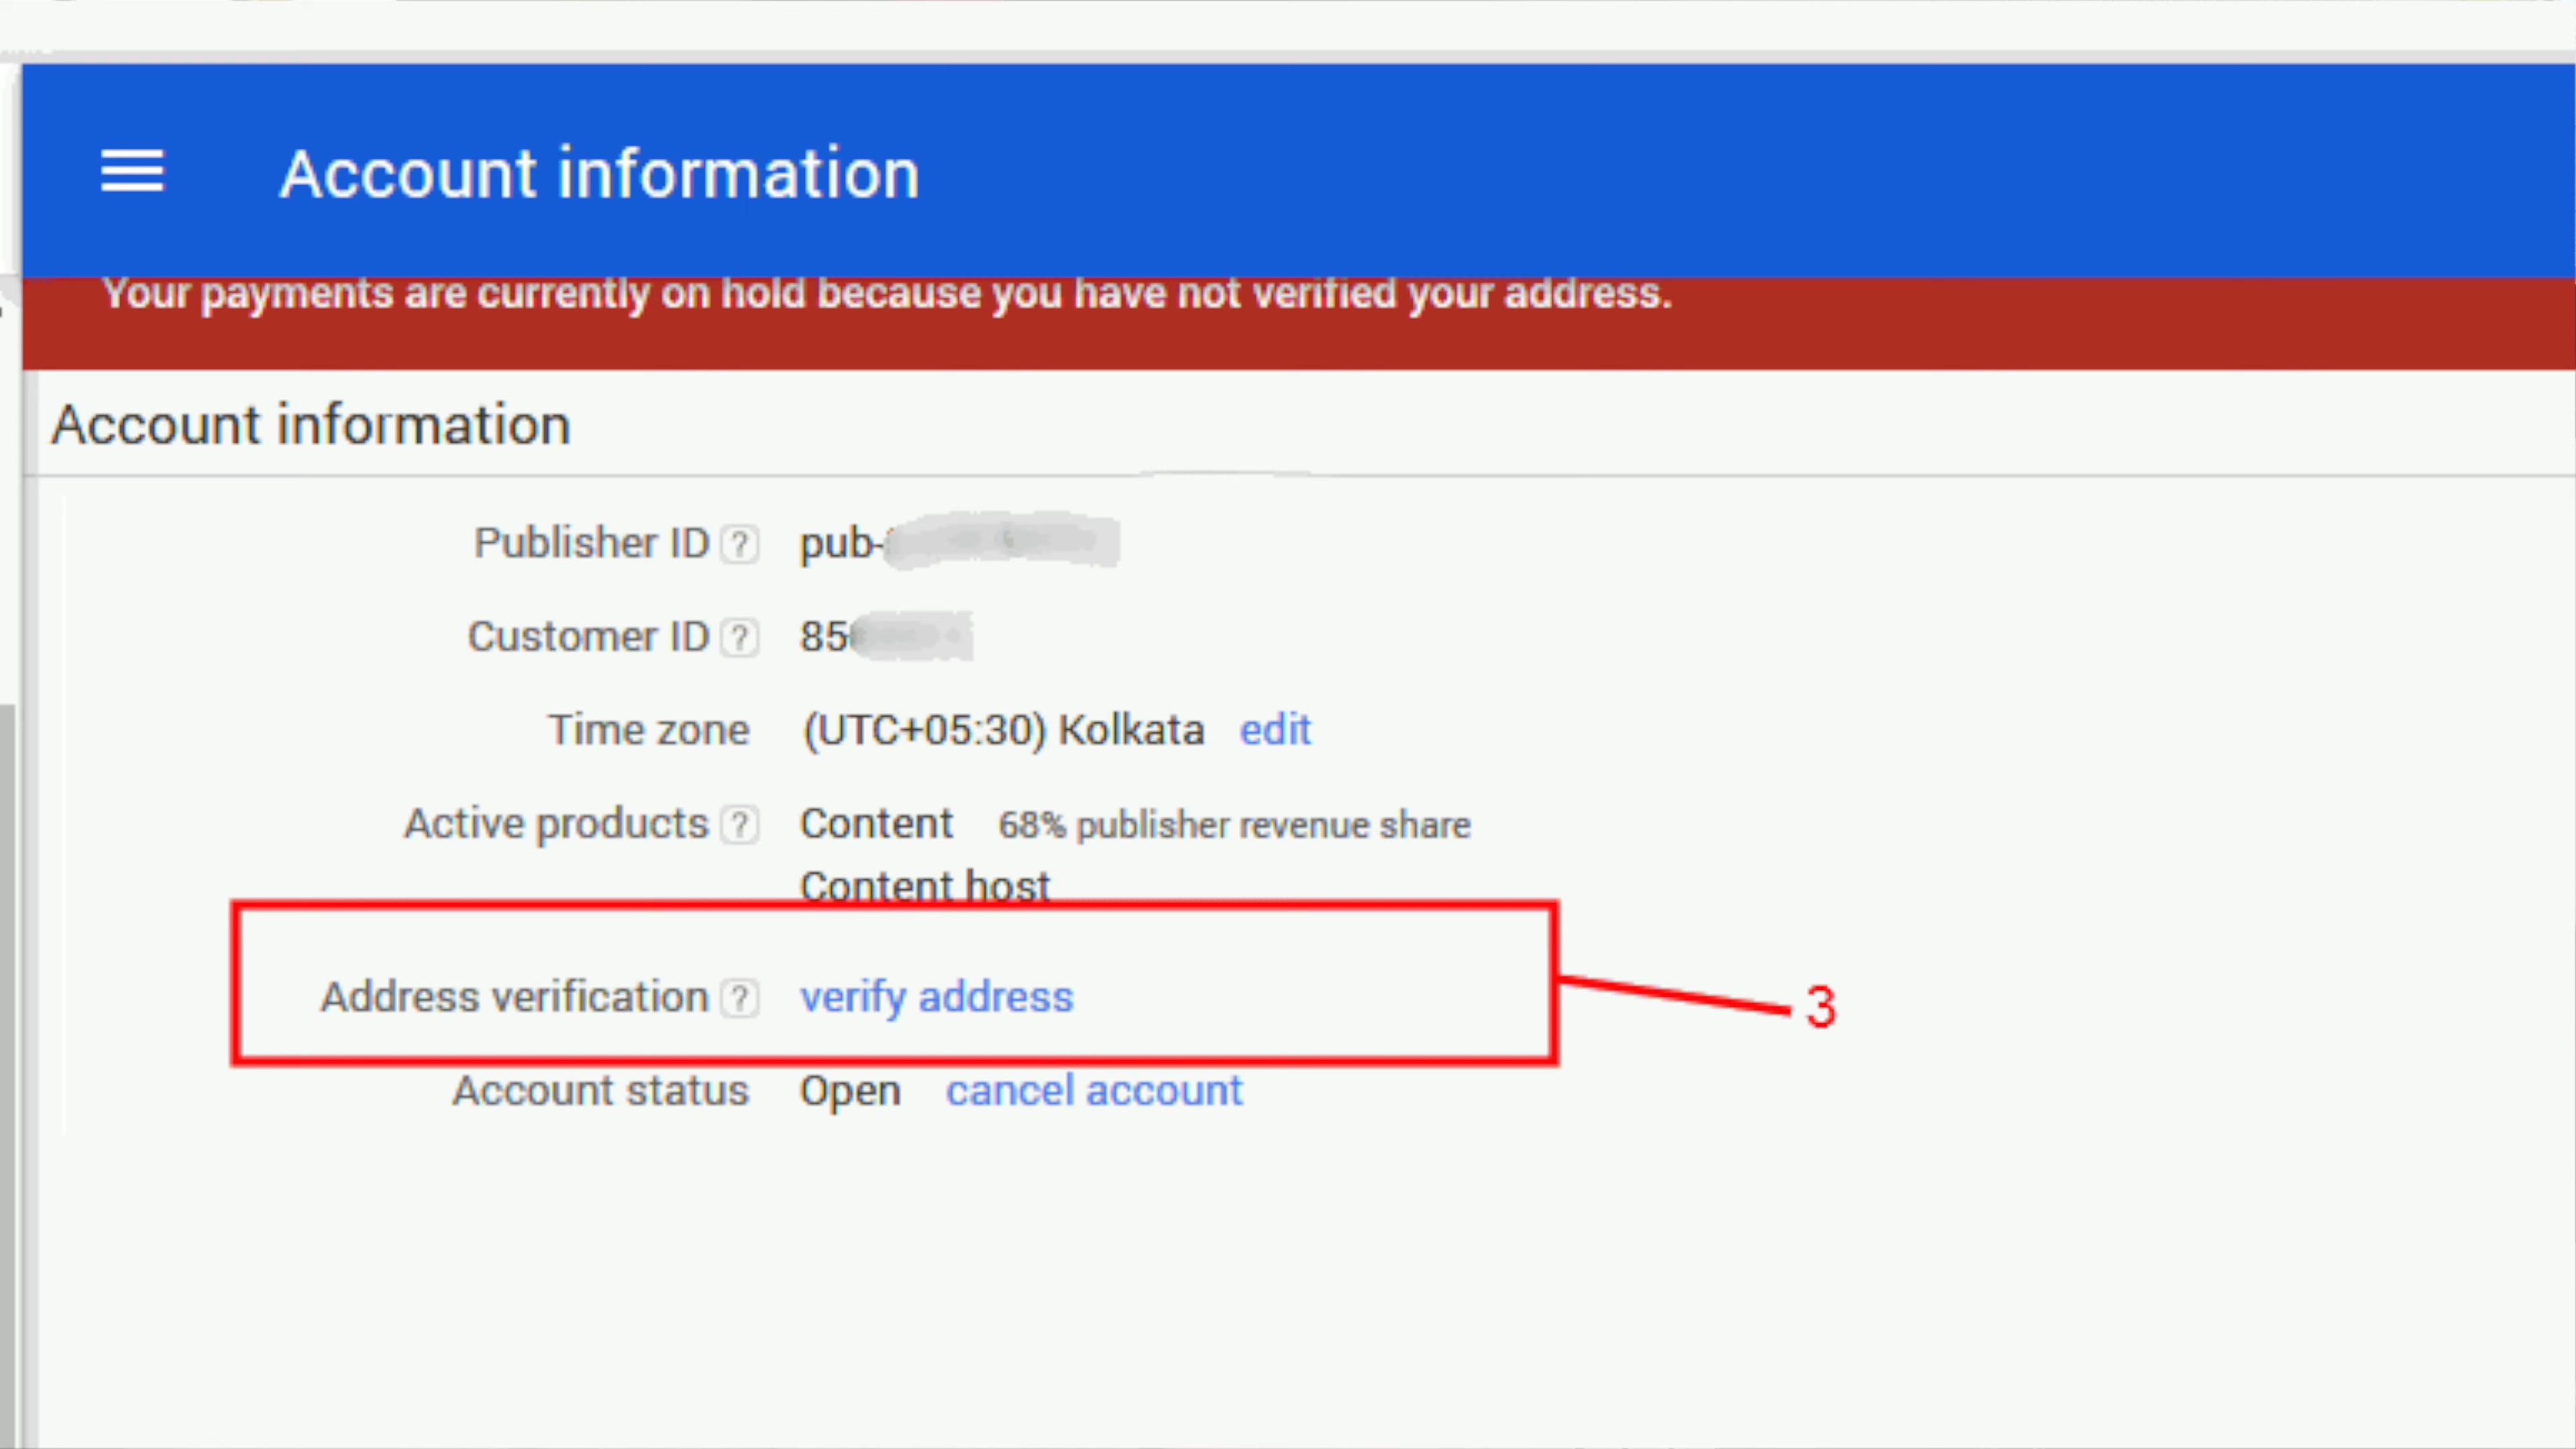 Account information
Your payments are currently on hold because you have not verified your address.
Account information
Publisher ID ? pub-
Customer ID ? 85
Time zone (UTC+05:30) Kolkata edit
Active products ? Content 68% publisher revenue share
Content host
Address verification ? verify address
3
Account status Open cancel account